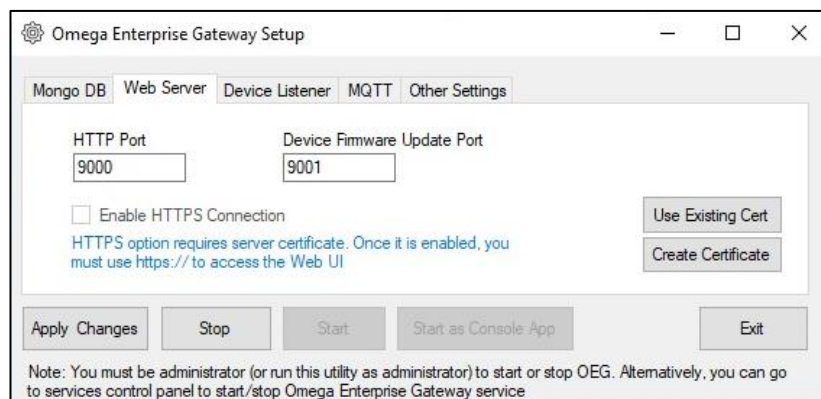 Omega Enterprise Gateway Setup
Mongo DB Web Server Device Listener MQTT Other Settings
HTTP Port Device Firmware Update Port
9000 9001
Enable HTTPS Connection
Use Existing Cert
HTTPS option requires server certificate. Once it is enabled, you
must use https:// to access the Web UI
Create Certificate
Apply Changes Stop Start Start as Console App Exit
Note: You must be administrator (or run this utility as administrator) to start or stop OEG. Alternatively, you can go
to services control panel to start/stop Omega Enterprise Gateway service